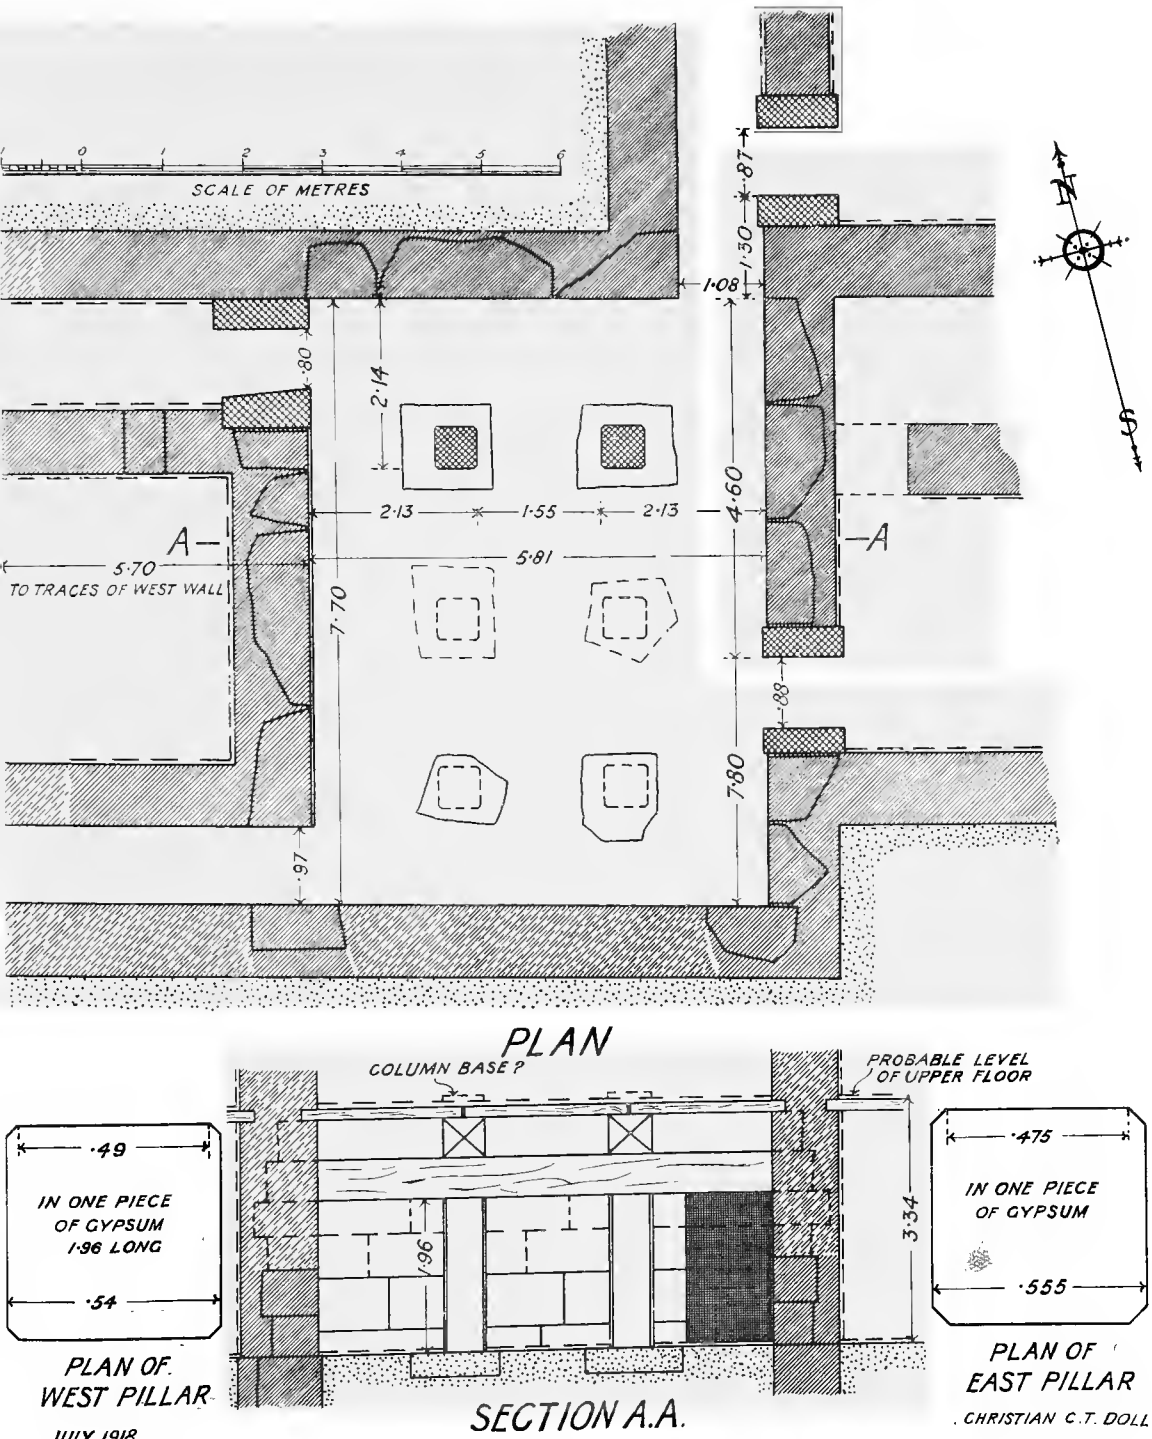 1 0 1 2 3 4 5 6
SCALE OF METRES
N
S
·87
1·30
1·08
·80
2·14
4·60
2·13 1·55 2·13
A
A
5·70
TO TRACES OF WEST WALL
5·81
7·70
·88
7·80
·97
PLAN
COLUMN BASE?
PROBABLE LEVEL
OF UPPER FLOOR
·49
IN ONE PIECE
OF GYPSUM
1·96 LONG
·54
PLAN OF
WEST PILLAR
JULY 1918
1·96
3·34
SECTION A.A.
·475
IN ONE PIECE
OF GYPSUM
·555
PLAN OF
EAST PILLAR
CHRISTIAN C.T. DOLL